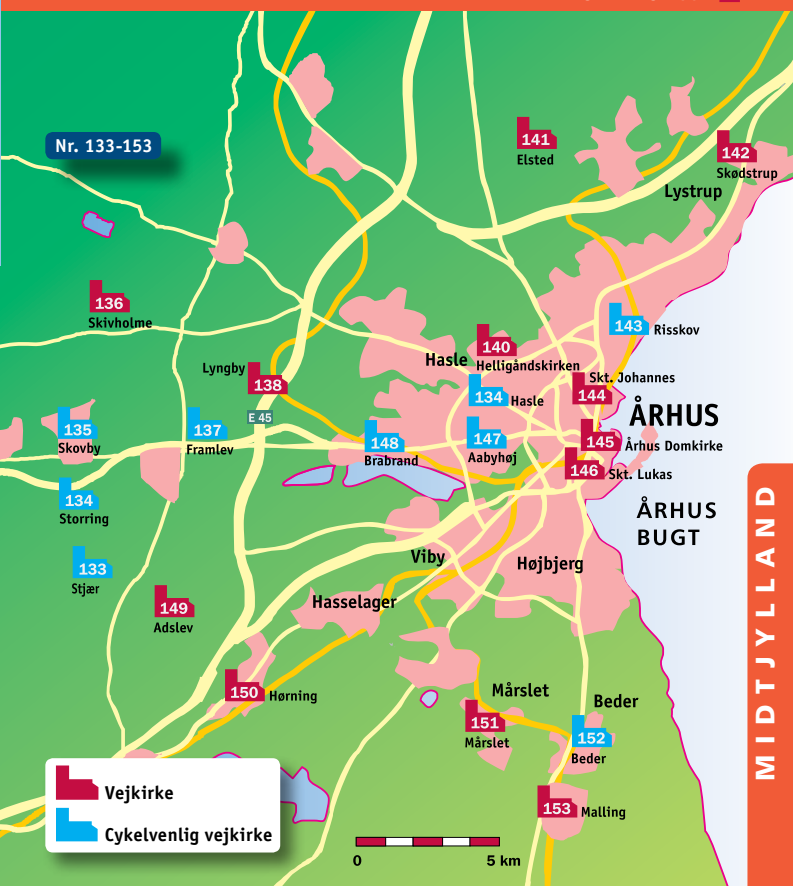 Nr. 133-153
141
Elsted
142
Skødstrup
Lystrup
136
Skivholme
143
Risskov
140
Helligåndskirken
Hasle
Lyngby
138
Skt. Johannes
144
134
Hasle
ÅRHUS
E 45
135
Skovby
137
Framlev
148
Brabrand
147
Aabyhøj
145
Århus Domkirke
146
Skt. Lukas
134
Storring
ÅRHUS
BUGT
133
Stjær
Viby
Højbjerg
149
Adslev
Hasselager
150
Hørning
Mårslet
151
Mårslet
Beder
152
Beder
153
Malling
MIDTJYLLAND
Vejkirke
Cykelvenlig vejkirke
0
5 km